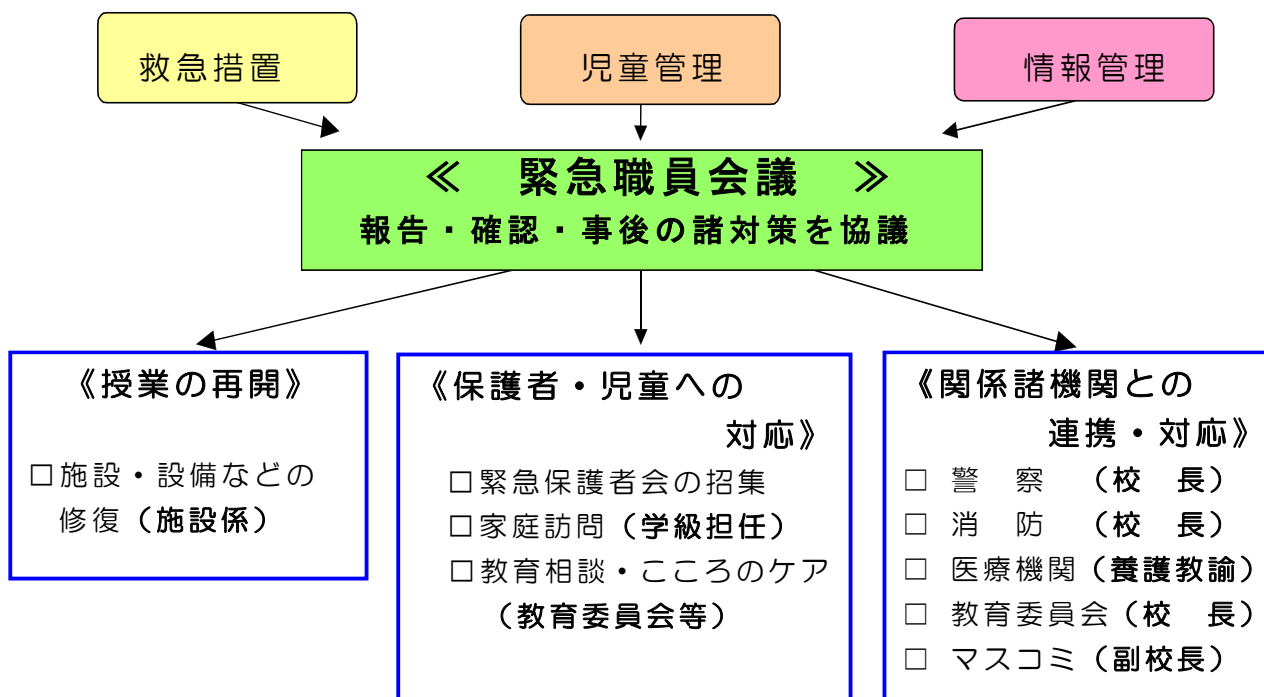 救急措置
児童管理
情報管理
≪ 緊急職員会議 ≫
報告・確認・事後の諸対策を協議
《授業の再開》
□施設・設備などの
修復（施設係）
《保護者・児童への
対応》
□緊急保護者会の招集
□家庭訪問（学級担任）
□教育相談・こころのケア
（教育委員会等）
《関係諸機関との
連携・対応》
□ 警 察 （校 長）
□ 消 防 （校 長）
□ 医療機関（養護教諭）
□ 教育委員会（校 長）
□ マスコミ（副校長）